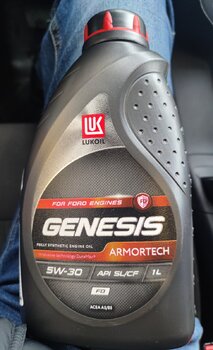 LUKOIL
FOR FORD ENGINES
GENESIS
FULLY SYNTHETIC ENGINE OIL
ARMORTECH
5W-30 API SL/CF 1L
FD
ACEA A5/B5